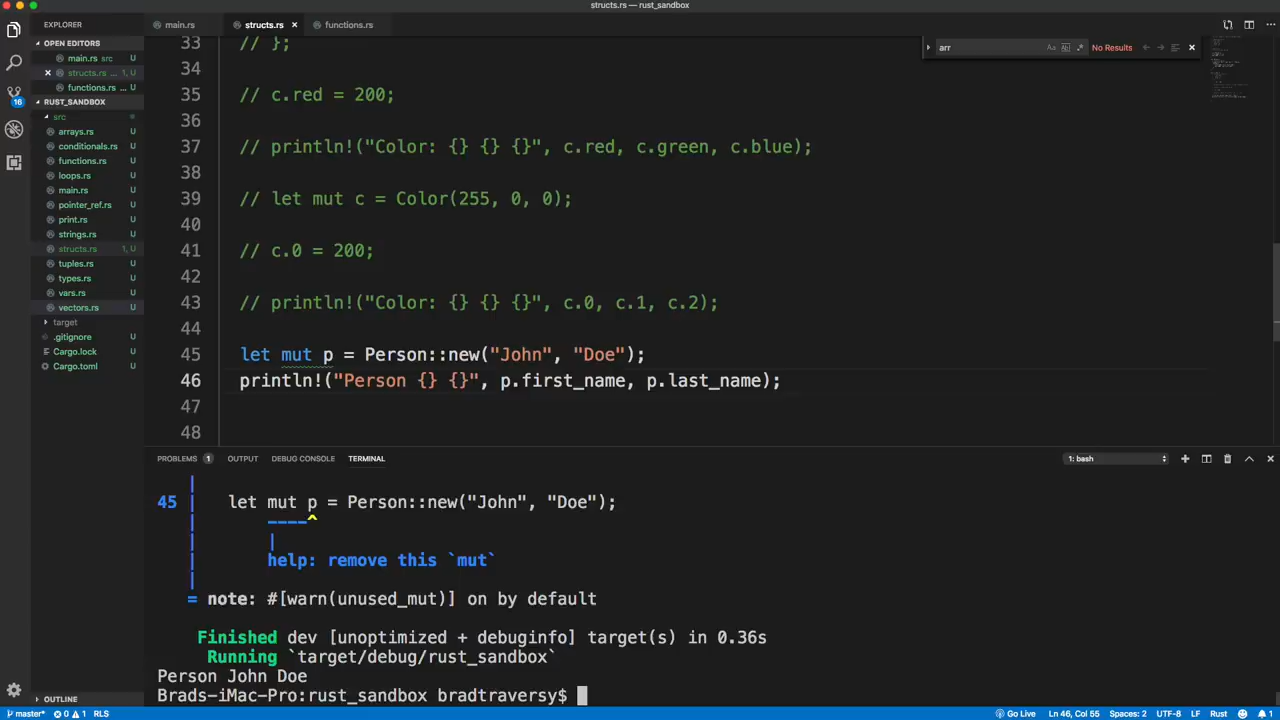 structs.rs — rust_sandbox
EXPLORER
main.rs
structs.rs
functions.rs
OPEN EDITORS
main.rs src
structs.rs ... 1, U
functions.rs ... U
RUST_SANDBOX
src
arrays.rs U
conditionals.rs U
functions.rs U
loops.rs U
main.rs U
pointer_ref.rs U
print.rs U
strings.rs U
structs.rs 1, U
tuples.rs U
types.rs U
vars.rs U
vectors.rs U
target
.gitignore U
Cargo.lock U
Cargo.toml U
OUTLINE
16
arr
Aa
No Results
33 // };
34
35 // c.red = 200;
36
37 // println!("Color: {} {} {}", c.red, c.green, c.blue);
38
39 // let mut c = Color(255, 0, 0);
40
41 // c.0 = 200;
42
43 // println!("Color: {} {} {}", c.0, c.1, c.2);
44
45 let mut p = Person::new("John", "Doe");
46 println!("Person {} {}", p.first_name, p.last_name);
47
48
PROBLEMS 1 OUTPUT DEBUG CONSOLE TERMINAL
1: bash
45 | let mut p = Person::new("John", "Doe");
| ----^
| |
| help: remove this `mut`
|
= note: #[warn(unused_mut)] on by default
Finished dev [unoptimized + debuginfo] target(s) in 0.36s
Running `target/debug/rust_sandbox`
Person John Doe
Brads-iMac-Pro:rust_sandbox bradtraversy$
master* 0 1 RLS
Go Live Ln 46, Col 55 Spaces: 2 UTF-8 LF Rust 1